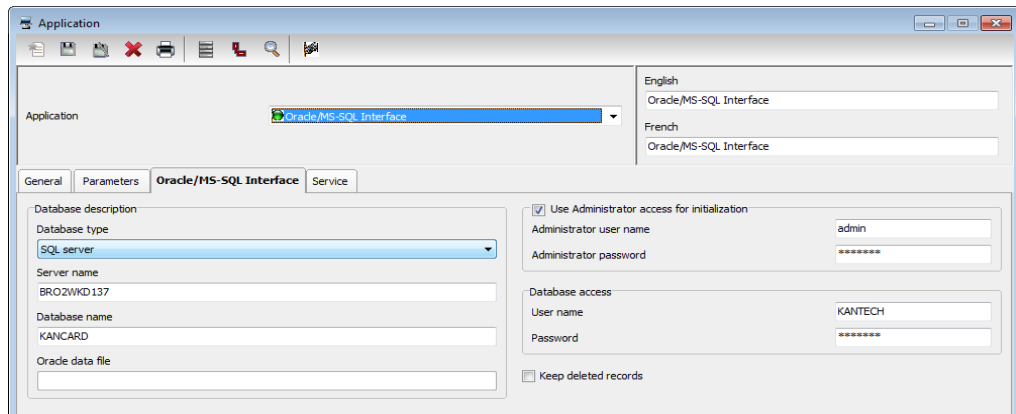 Application
Application
Oracle/MS-SQL Interface
English
Oracle/MS-SQL Interface
French
Oracle/MS-SQL Interface
General
Parameters
Oracle/MS-SQL Interface
Service
Database description
Database type
SQL server
Server name
BRO2WKD137
Database name
KANCARD
Oracle data file
Use Administrator access for initialization
Administrator user name
admin
Administrator password
*******
Database access
User name
KANTECH
Password
*******
Keep deleted records